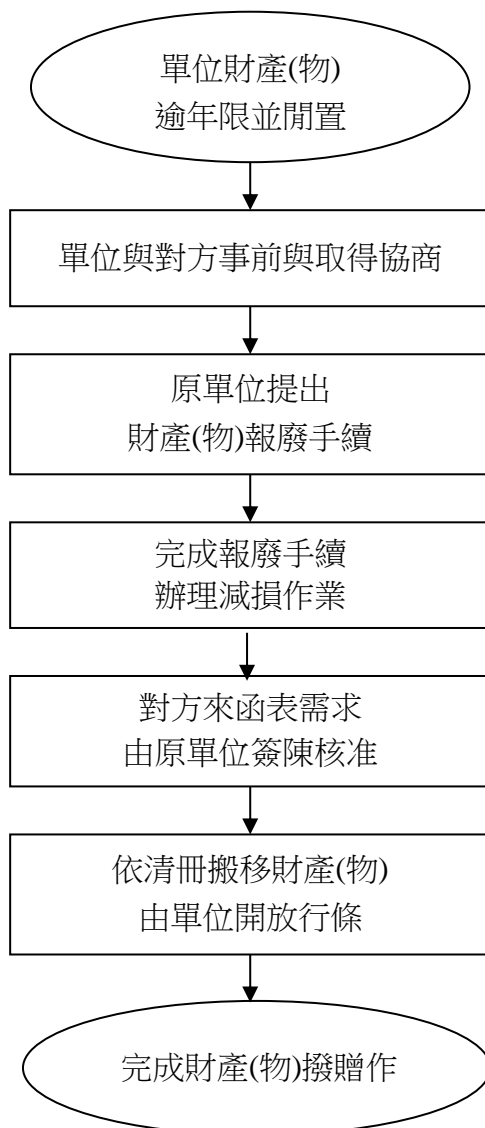 單位財產(物)
逾年限並閒置
單位與對方事前與取得協商
原單位提出
財產(物)報廢手續
完成報廢手續
辦理減損作業
對方來函表需求
由原單位簽陳核准
依清冊搬移財產(物)
由單位開放行條
完成財產(物)撥贈作